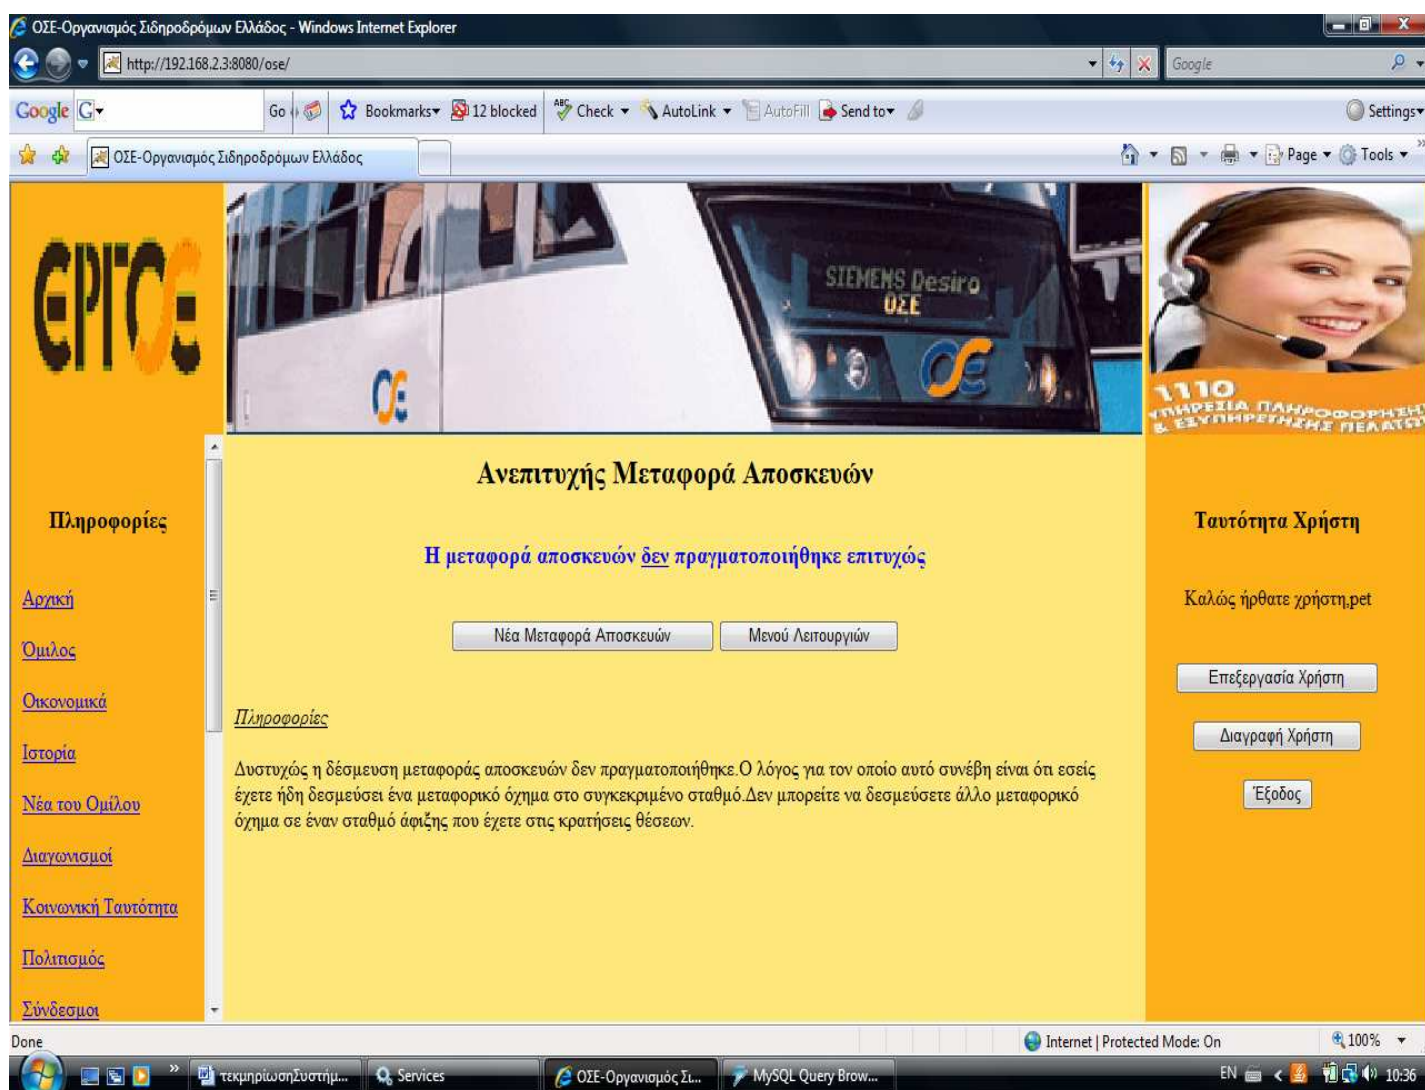 ΟΣΕ-Οργανισμός Σιδηροδρόμων Ελλάδος - Windows Internet Explorer
http://192.168.2.3:8080/ose/
Google
Google G
Go
Bookmarks
12 blocked
Check
AutoLink
AutoFill
Send to
Settings
ΟΣΕ-Οργανισμός Σιδηροδρόμων Ελλάδος
Page
Tools
ΕΡΓΟΣΕ
SIEMENS Desiro
ΟΣΕ
1110
ΥΠΗΡΕΣΙΑ ΠΛΗΡΟΦΟΡΗΣΗΣ
& ΕΞΥΠΗΡΕΤΗΣΗΣ ΠΕΛΑΤΩΝ
Πληροφορίες
Αρχική
Όμιλος
Οικονομικά
Ιστορία
Νέα του Ομίλου
Διαγωνισμοί
Κοινωνική Ταυτότητα
Πολιτισμός
Σύνδεσμοι
Ανεπιτυχής Μεταφορά Αποσκευών
Η μεταφορά αποσκευών δεν πραγματοποιήθηκε επιτυχώς
Νέα Μεταφορά Αποσκευών
Μενού Λειτουργιών
Πληροφορίες
Δυστυχώς η δέσμευση μεταφοράς αποσκευών δεν πραγματοποιήθηκε.Ο λόγος για τον οποίο αυτό συνέβη είναι ότι εσείς
έχετε ήδη δεσμεύσει ένα μεταφορικό όχημα στο συγκεκριμένο σταθμό.Δεν μπορείτε να δεσμεύσετε άλλο μεταφορικό
όχημα σε έναν σταθμό άφιξης που έχετε στις κρατήσεις θέσεων.
Ταυτότητα Χρήστη
Καλώς ήρθατε χρήστη,pet
Επεξεργασία Χρήστη
Διαγραφή Χρήστη
Έξοδος
Done
Internet | Protected Mode: On
100%
τεκμηρίωσηΣυστήμ...
Services
ΟΣΕ-Οργανισμός Σι...
MySQL Query Brow...
EN
10:36